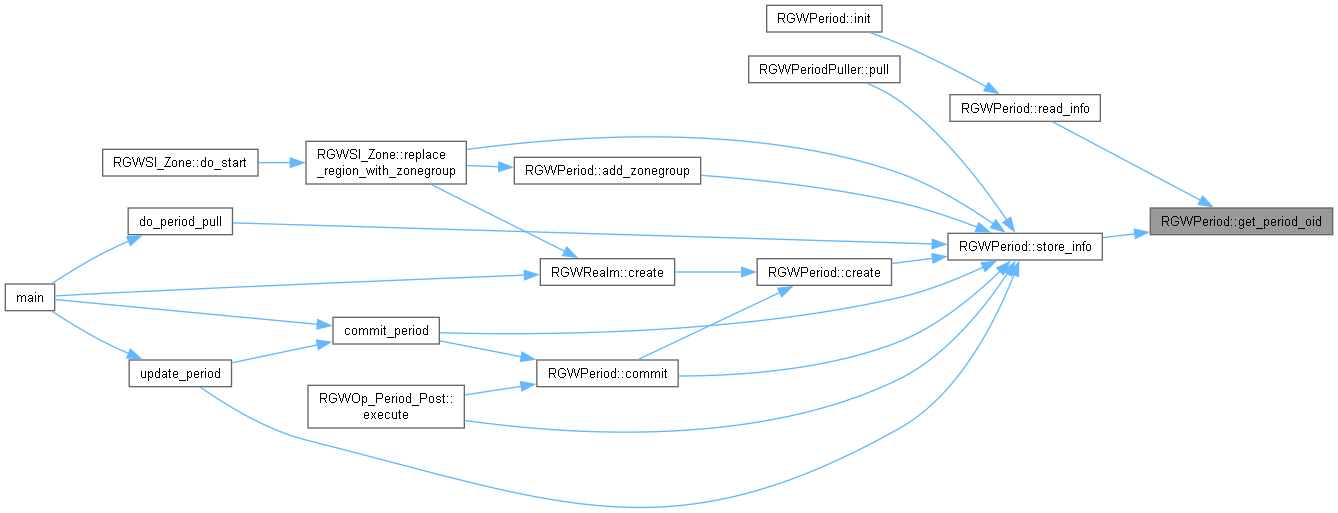 RGWPeriod::init
RGWPeriodPuller::pull
RGWPeriod::read_info
RGWSI_Zone::do_start
RGWSI_Zone::replace
_region_with_zonegroup
RGWPeriod::add_zonegroup
do_period_pull
RGWPeriod::get_period_oid
RGWPeriod::store_info
RGWRealm::create
RGWPeriod::create
main
commit_period
update_period
RGWPeriod::commit
RGWOp_Period_Post::
execute